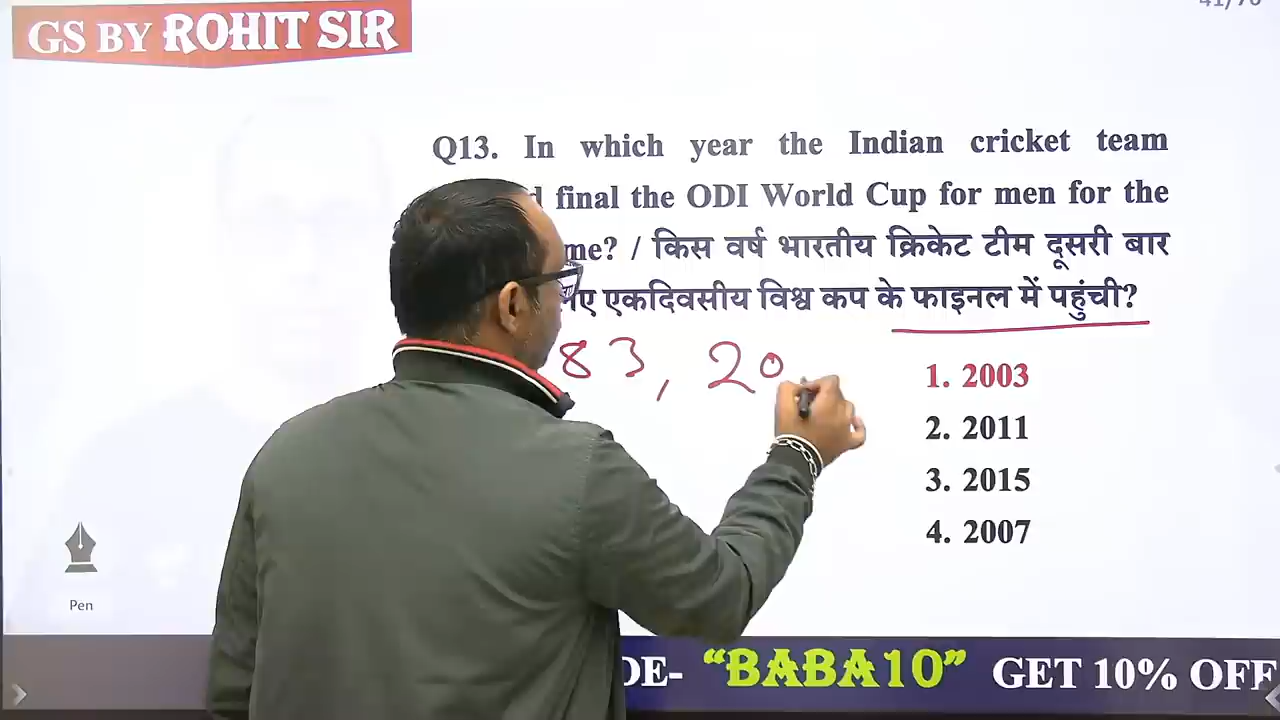 GS BY ROHIT SIR
Q13. In which year the Indian cricket team
final the ODI World Cup for men for the
? / किस वर्ष भारतीय क्रिकेट टीम दूसरी बार
एकदिवसीय विश्व कप के फाइनल में पहुंची?
83, 20
1. 2003
2. 2011
3. 2015
4. 2007
Pen
"BABA10" GET 10% OFF